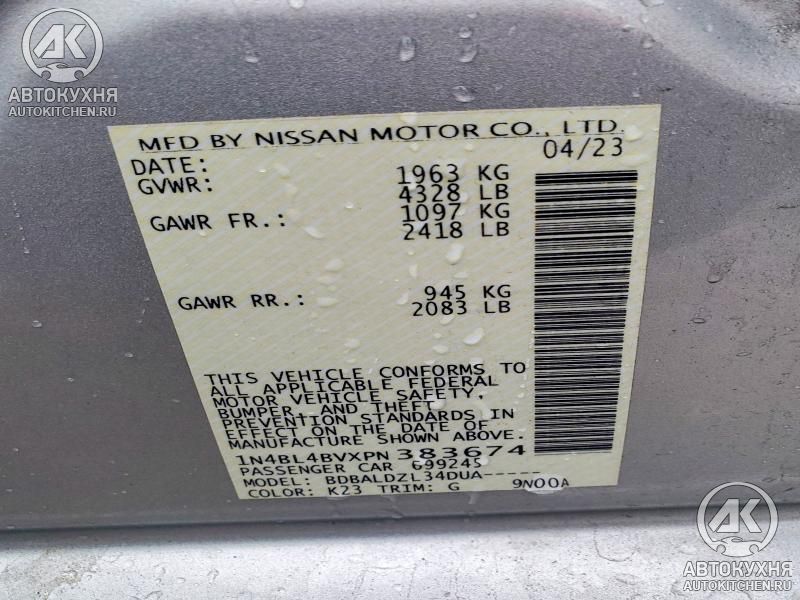 АК
АВТОКУХНЯ
AUTOKITCHEN.RU
MFD BY NISSAN MOTOR CO., LTD.
DATE: 04/23
GVWR: 1963 KG
4328 LB
GAWR FR.: 1097 KG
2418 LB
GAWR RR.: 945 KG
2083 LB
THIS VEHICLE CONFORMS TO
ALL APPLICABLE FEDERAL
MOTOR VEHICLE SAFETY,
BUMPER, AND THEFT
PREVENTION STANDARDS IN
EFFECT ON THE DATE OF
MANUFACTURE SHOWN ABOVE.
1N4BL4BVXPN383674
PASSENGER CAR 699245
MODEL: BDBALDZL34DUA-----
COLOR: K23 TRIM: G 9N00A
АК
АВТОКУХНЯ
AUTOKITCHEN.RU